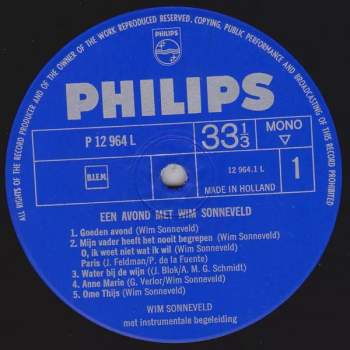 ALL RIGHTS OF THE RECORD PRODUCER AND OF THE OWNER OF THE WORK REPRODUCED RESERVED. COPYING, PUBLIC PERFORMANCE AND BROADCASTING OF THIS RECORD PROHIBITED
PHILIPS
PHILIPS
P 12 964 L
33 1/3
MONO
▽
B.I.E.M.
12 964.1 L
MADE IN HOLLAND
1
EEN AVOND MET WIM SONNEVELD
1. Goeden avond (Wim Sonneveld)
2. Mijn vader heeft het nooit begrepen (Wim Sonneveld)
O, ik weet niet wat ik wil (Wim Sonneveld)
Paris (J. Feldman/P. de la Fuente)
3. Water bij de wijn (J. Blok/A. M. G. Schmidt)
4. Anne Marie (G. Verlor/Wim Sonneveld)
5. Ome Thijs (Wim Sonneveld)
WIM SONNEVELD
met instrumentale begeleiding